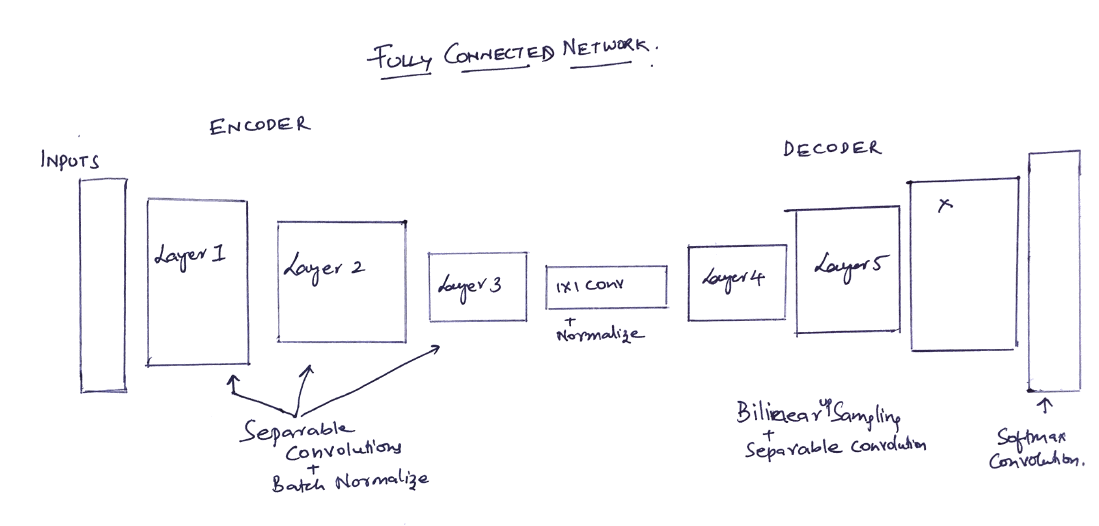 FULLY CONNECTED NETWORK.
ENCODER
DECODER
INPUTS
Layer 1
Layer 2
Layer 3
1x1 conv
+
Normalize
Layer 4
Layer 5
x
Separable
Convolutions
+
Batch Normalize
Bilinear up Sampling
+
Separable convolution
Softmax
Convolution.